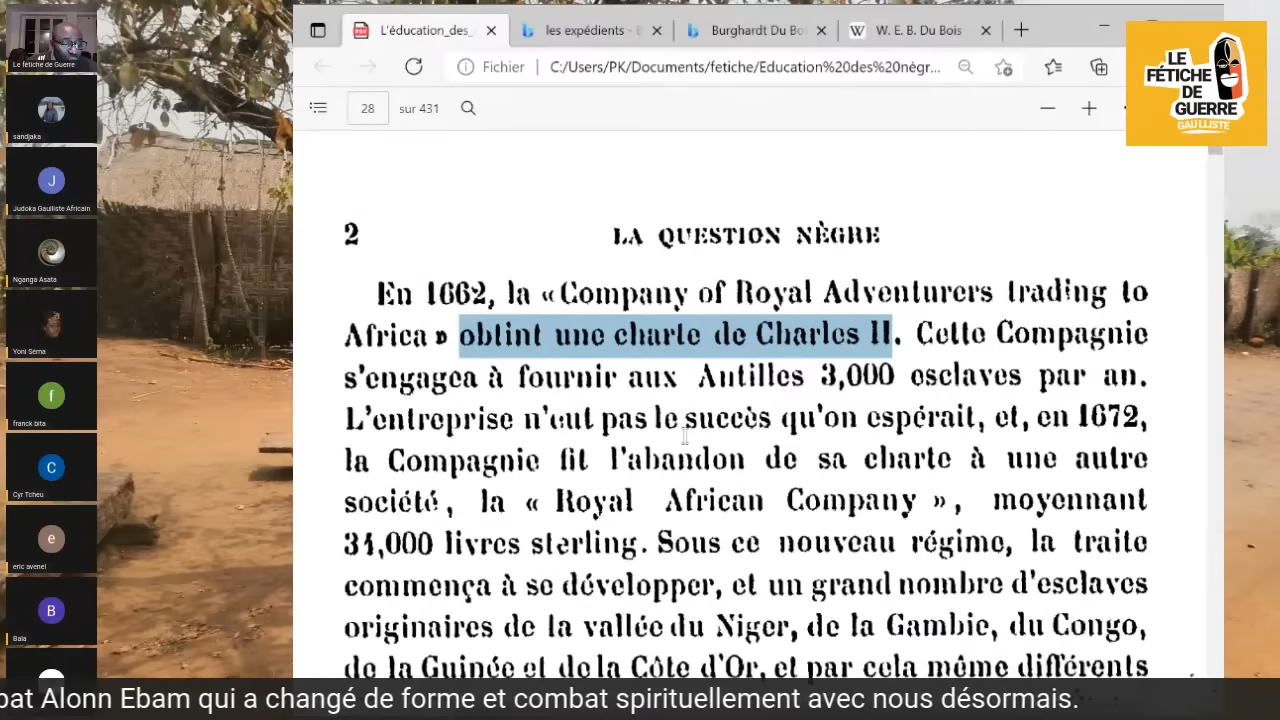 L'éducation_des_
les expédients - B
Burghardt Du Bo
W. E. B. Du Bois
Fichier
C:/Users/PK/Documents/fetiche/Education%20des%20nègr...
28
sur 431
LE
FÉTICHE
DE
GUERRE
GAULLISTE
Le fétiche de Guerre
sandjaka
J
Judoka Gaulliste Africain
Nganga Asata
Yoni Séma
f
franck bita
C
Cyr Tcheu
e
eric avenel
B
Bala
2
LA QUESTION NÈGRE
En 1662, la « Company of Royal Adventurers trading to
Africa » obtint une charte de Charles II. Cette Compagnie
s'engagea à fournir aux Antilles 3,000 esclaves par an.
L'entreprise n'eut pas le succès qu'on espérait, et, en 1672,
la Compagnie fit l'abandon de sa charte à une autre
société, la « Royal African Company », moyennant
34,000 livres sterling. Sous ce nouveau régime, la traite
commença à se développer, et un grand nombre d'esclaves
originaires de la vallée du Niger, de la Gambie, du Congo,
de la Guinée et de la Côte d'Or, et par cela même différents
bat Alonn Ebam qui a changé de forme et combat spirituellement avec nous désormais.